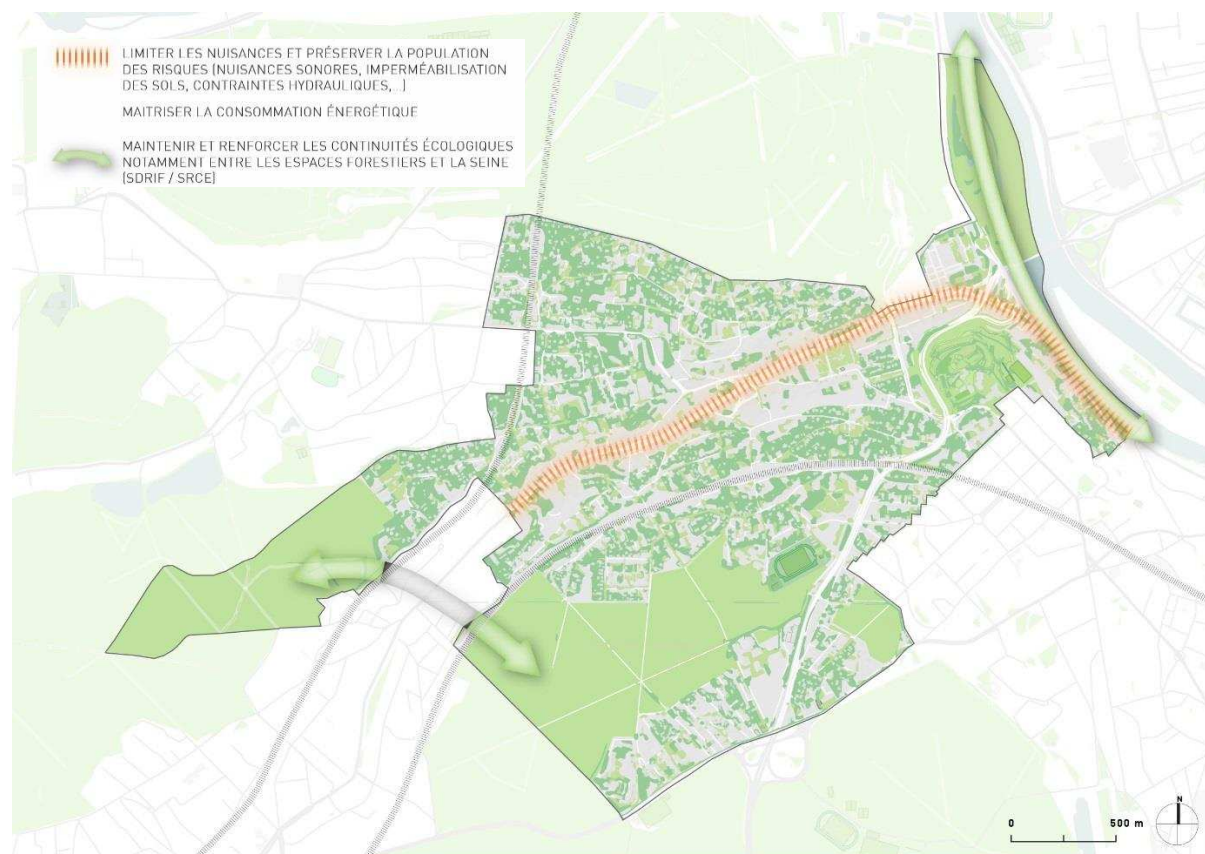 LIMITER LES NUISANCES ET PRÉSERVER LA POPULATION
DES RISQUES (NUISANCES SONORES, IMPERMÉABILISATION
DES SOLS, CONTRAINTES HYDRAULIQUES,...)
MAITRISER LA CONSOMMATION ÉNERGÉTIQUE
MAINTENIR ET RENFORCER LES CONTINUITÉS ÉCOLOGIQUES
NOTAMMENT ENTRE LES ESPACES FORESTIERS ET LA SEINE
(SDRIF / SRCE)
N
0 500 m